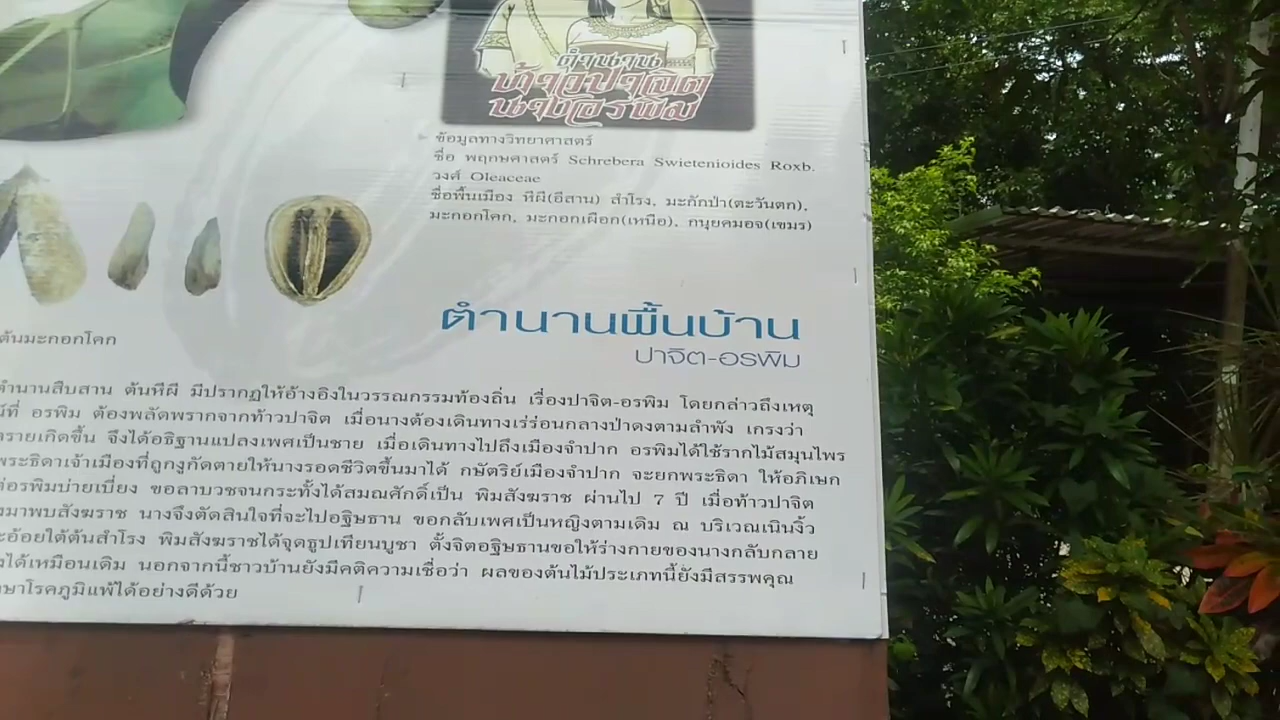 ตำนาน
ท้าวปาจิต
นางอรพิม
ข้อมูลทางวิทยาศาสตร์
ชื่อ พฤกษศาสตร์ Schrebera Swietenioides Roxb.
วงศ์ Oleaceae
ชื่อพื้นเมือง หีผี(อีสาน) สำโรง, มะกักป่า(ตะวันตก),
มะกอกโคก, มะกอกเผือก(เหนือ), กนุยคมอจ(เขมร)
ตำนานพื้นบ้าน
ปาจิต-อรพิม
ต้นมะกอกโคก
ตำนานสืบสาน ต้นหีผี มีปรากฏให้อ้างอิงในวรรณกรรมท้องถิ่น เรื่องปาจิต-อรพิม โดยกล่าวถึงเหตุ
ที่ อรพิม ต้องพลัดพรากจากท้าวปาจิต เมื่อนางต้องเดินทางเร่ร่อนกลางป่าดงตามลำพัง เกรงว่า
เกิดขึ้น จึงได้อธิฐานแปลงเพศเป็นชาย เมื่อเดินทางไปถึงเมืองจำปาก อรพิมได้ใช้รากไม้สมุนไพร
พระธิดาเจ้าเมืองที่ถูกงูกัดตายให้นางรอดชีวิตขึ้นมาได้ กษัตริย์เมืองจำปาก จะยกพระธิดา ให้อภิเษก
อรพิมบ่ายเบี่ยง ขอลาบวชจนกระทั่งได้สมณศักดิ์เป็น พิมสังฆราช ผ่านไป 7 ปี เมื่อท้าวปาจิต
มาพบสังฆราช นางจึงตัดสินใจที่จะไปอฐิษธาน ขอกลับเพศเป็นหญิงตามเดิม ณ บริเวณเนินงิ้ว
อ้อยใต้ต้นสำโรง พิมสังฆราชได้จุดธูปเทียนบูชา ตั้งจิตอฐิษธานขอให้ร่างกายของนางกลับกลาย
ได้เหมือนเดิม นอกจากนี้ชาวบ้านยังมีคติความเชื่อว่า ผลของต้นไม้ประเภทนี้ยังมีสรรพคุณ
ษาโรคภูมิแพ้ได้อย่างดีด้วย